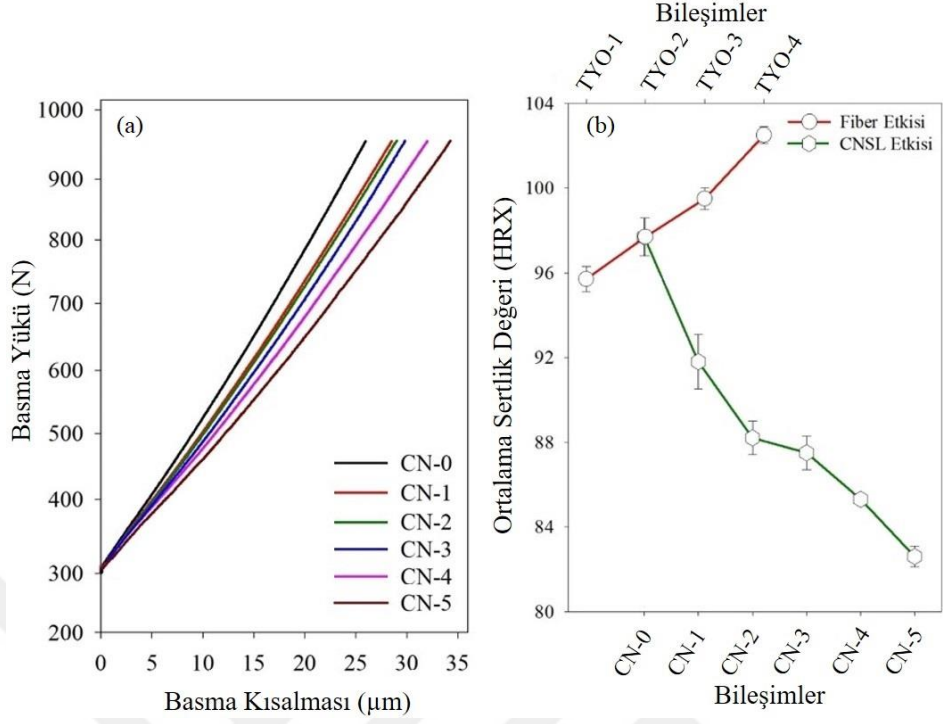 (a)
Basma Yükü (N)
1000
900
800
700
600
500
400
300
200
0
5
10
15
20
25
30
35
Basma Kısalması (µm)
CN-0
CN-1
CN-2
CN-3
CN-4
CN-5
Bileşimler
TYO-1
TYO-2
TYO-3
TYO-4
(b)
Fiber Etkisi
CNSL Etkisi
Ortalama Sertlik Değeri (HRX)
104
100
96
92
88
84
80
CN-0
CN-1
CN-2
CN-3
CN-4
CN-5
Bileşimler